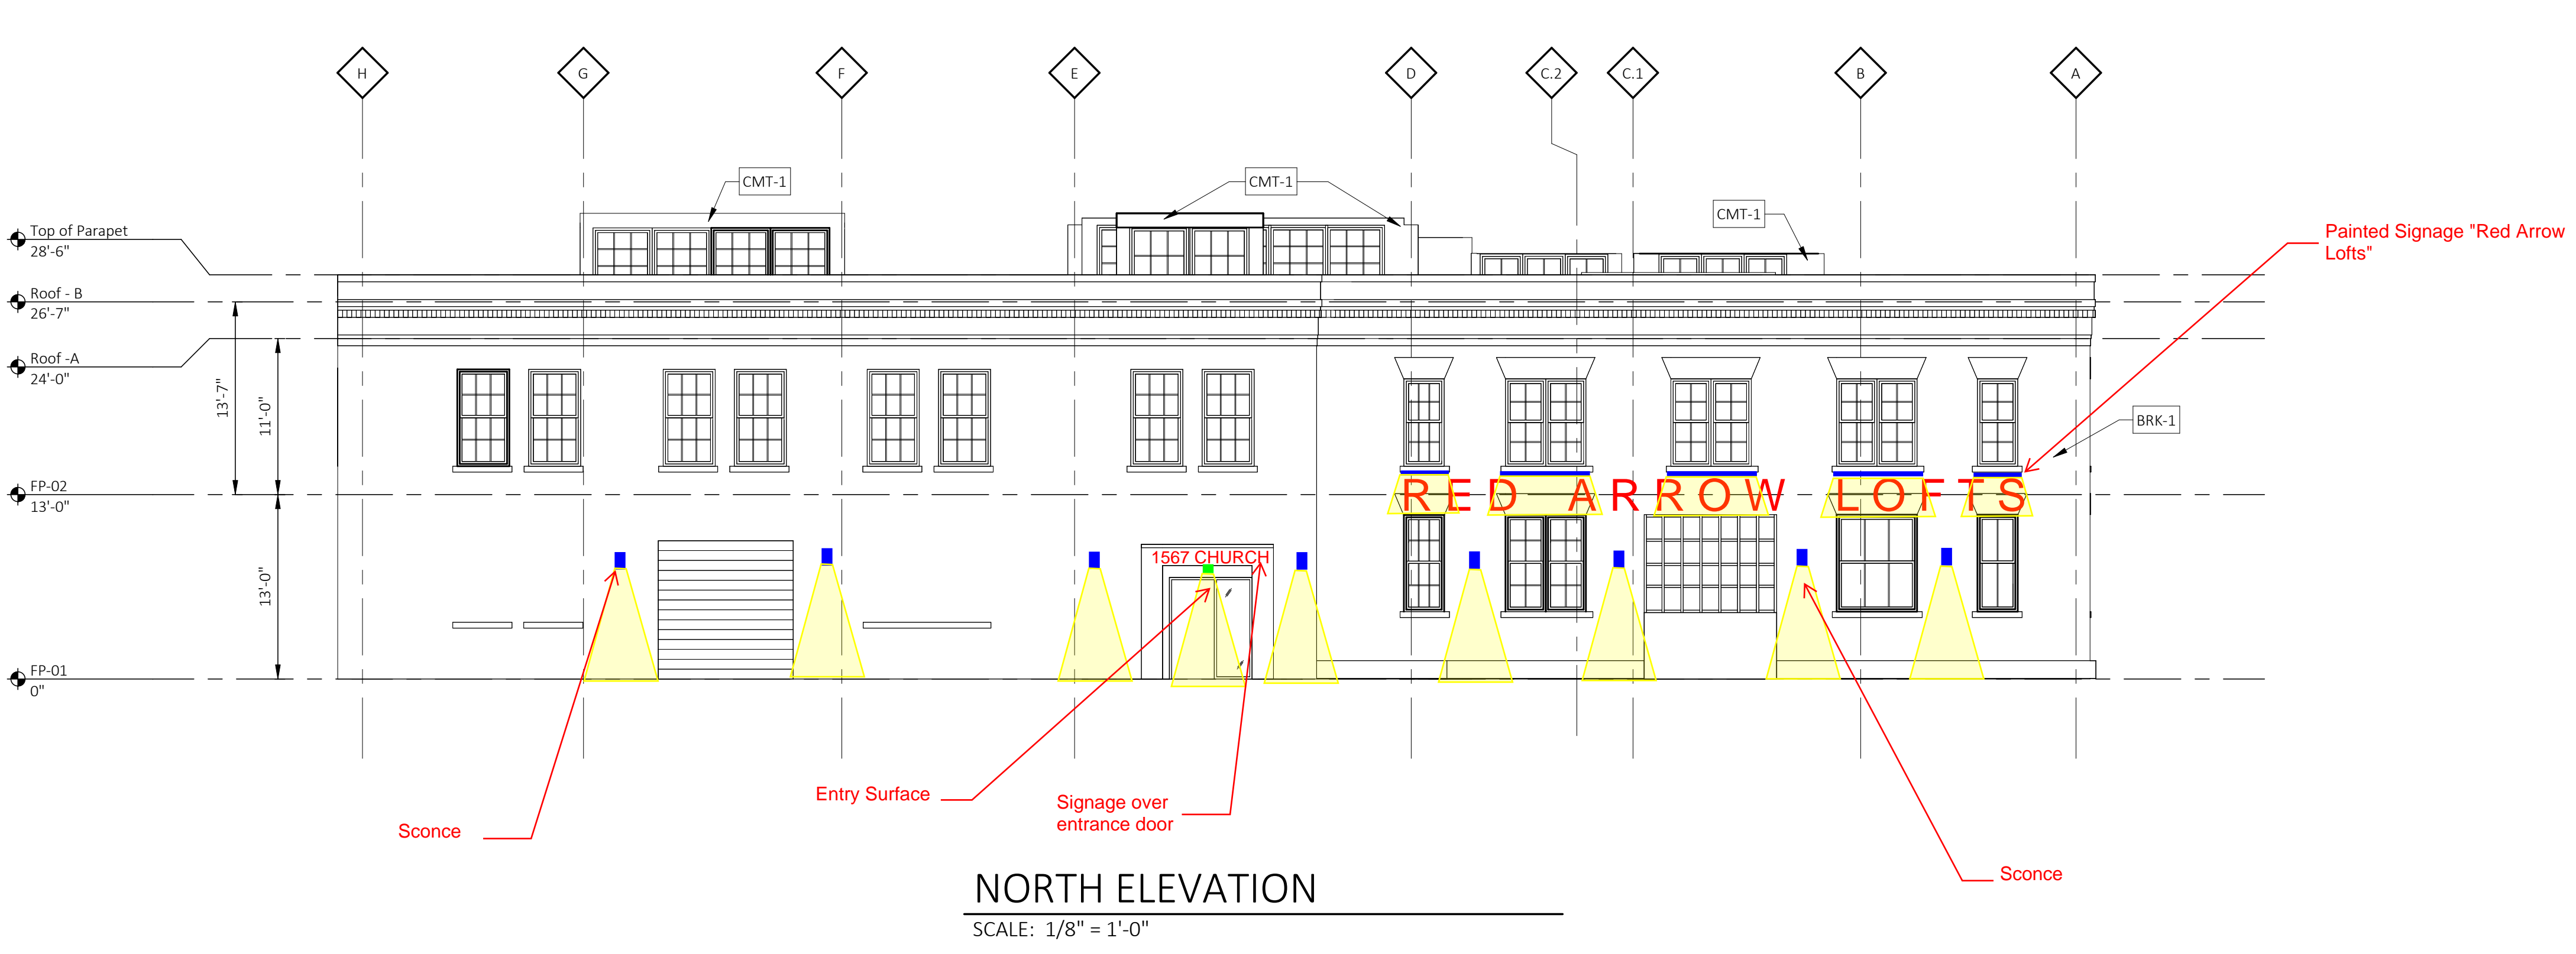 H
G
F
E
D
C.2
C.1
B
A
CMT-1
CMT-1
CMT-1
Top of Parapet
28'-6"
Roof - B
26'-7"
Roof -A
24'-0"
FP-02
13'-0"
FP-01
0"
13'-7"
11'-0"
13'-0"
Painted Signage "Red Arrow
Lofts"
BRK-1
RED ARROW LOFTS
1567 CHURCH
Sconce
Entry Surface
Signage over
entrance door
Sconce
NORTH ELEVATION
SCALE: 1/8" = 1'-0"